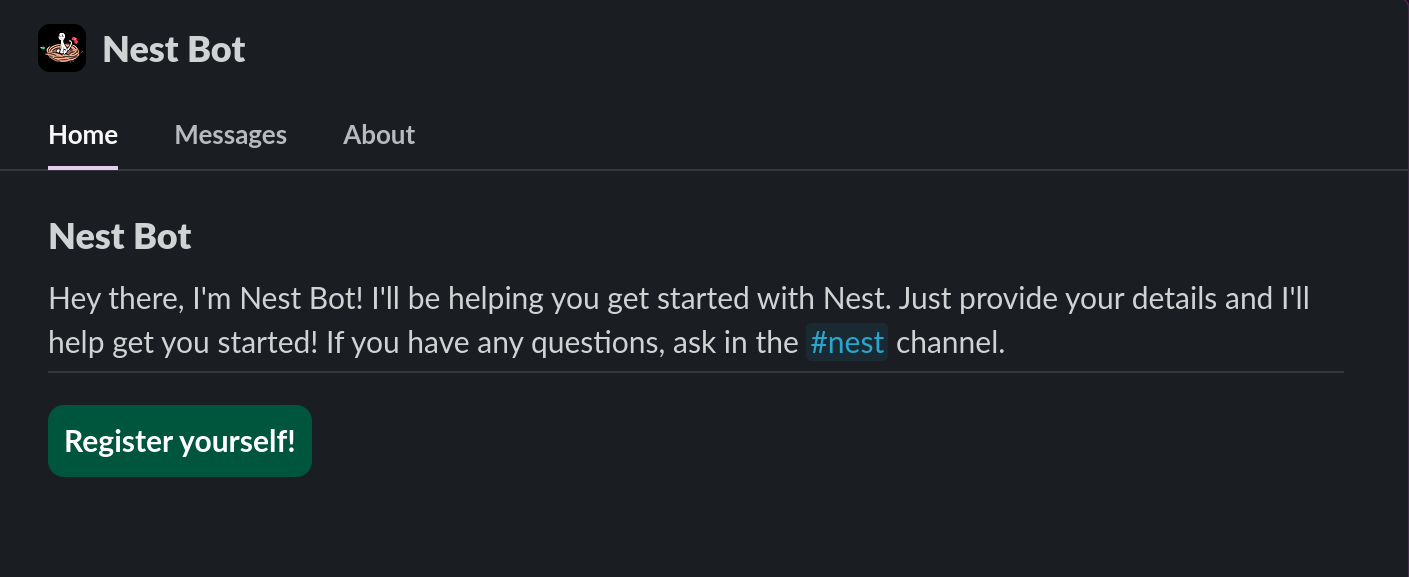 Nest Bot
Home Messages About
Nest Bot
Hey there, I'm Nest Bot! I'll be helping you get started with Nest. Just provide your details and I'll
help get you started! If you have any questions, ask in the #nest channel.
Register yourself!